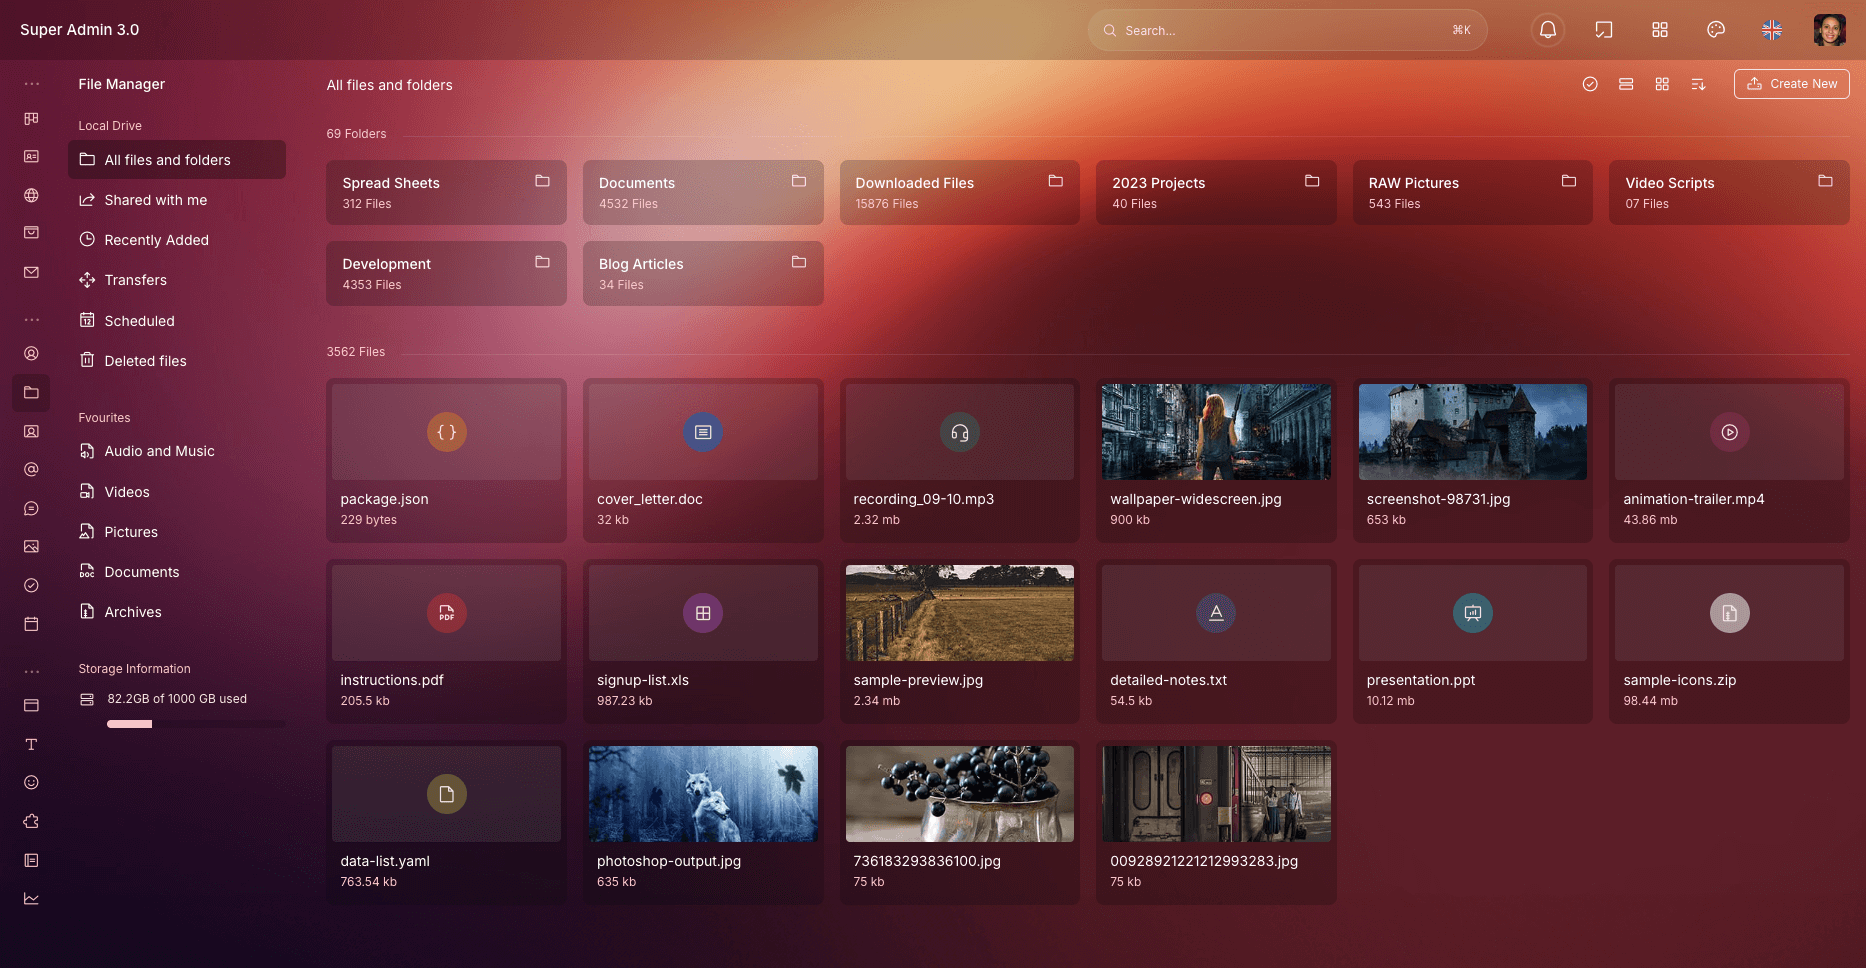 Super Admin 3.0
Search...
⌘K
File Manager
Local Drive
All files and folders
Shared with me
Recently Added
Transfers
12
Scheduled
Deleted files
Fvourites
Audio and Music
Videos
Pictures
DOC
Documents
Archives
Storage Information
82.2GB of 1000 GB used
All files and folders
Create New
69 Folders
Spread Sheets
312 Files
Documents
4532 Files
Downloaded Files
15876 Files
2023 Projects
40 Files
RAW Pictures
543 Files
Video Scripts
07 Files
Development
4353 Files
Blog Articles
34 Files
3562 Files
package.json
229 bytes
cover_letter.doc
32 kb
recording_09-10.mp3
2.32 mb
wallpaper-widescreen.jpg
900 kb
screenshot-98731.jpg
653 kb
animation-trailer.mp4
43.86 mb
PDF
instructions.pdf
205.5 kb
signup-list.xls
987.23 kb
sample-preview.jpg
2.34 mb
detailed-notes.txt
54.5 kb
presentation.ppt
10.12 mb
sample-icons.zip
98.44 mb
data-list.yaml
763.54 kb
photoshop-output.jpg
635 kb
736183293836100.jpg
75 kb
00928921221212993283.jpg
75 kb